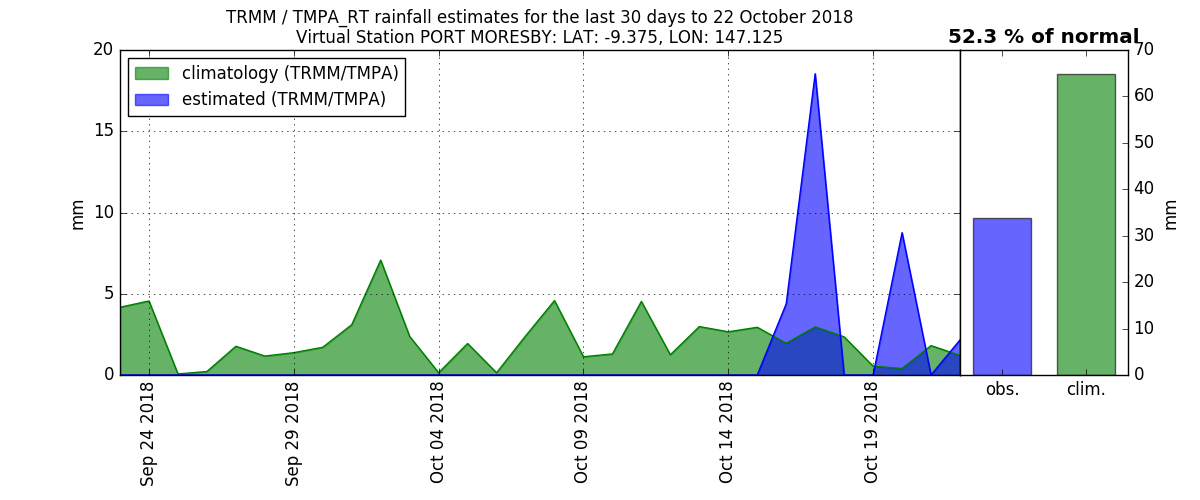 TRMM / TMPA_RT rainfall estimates for the last 30 days to 22 October 2018
Virtual Station PORT MORESBY: LAT: -9.375, LON: 147.125
52.3 % of normal
climatology (TRMM/TMPA)
estimated (TRMM/TMPA)
20
15
10
5
0
mm
Sep 24 2018
Sep 29 2018
Oct 04 2018
Oct 09 2018
Oct 14 2018
Oct 19 2018
obs.
clim.
70
60
50
40
30
20
10
0
mm